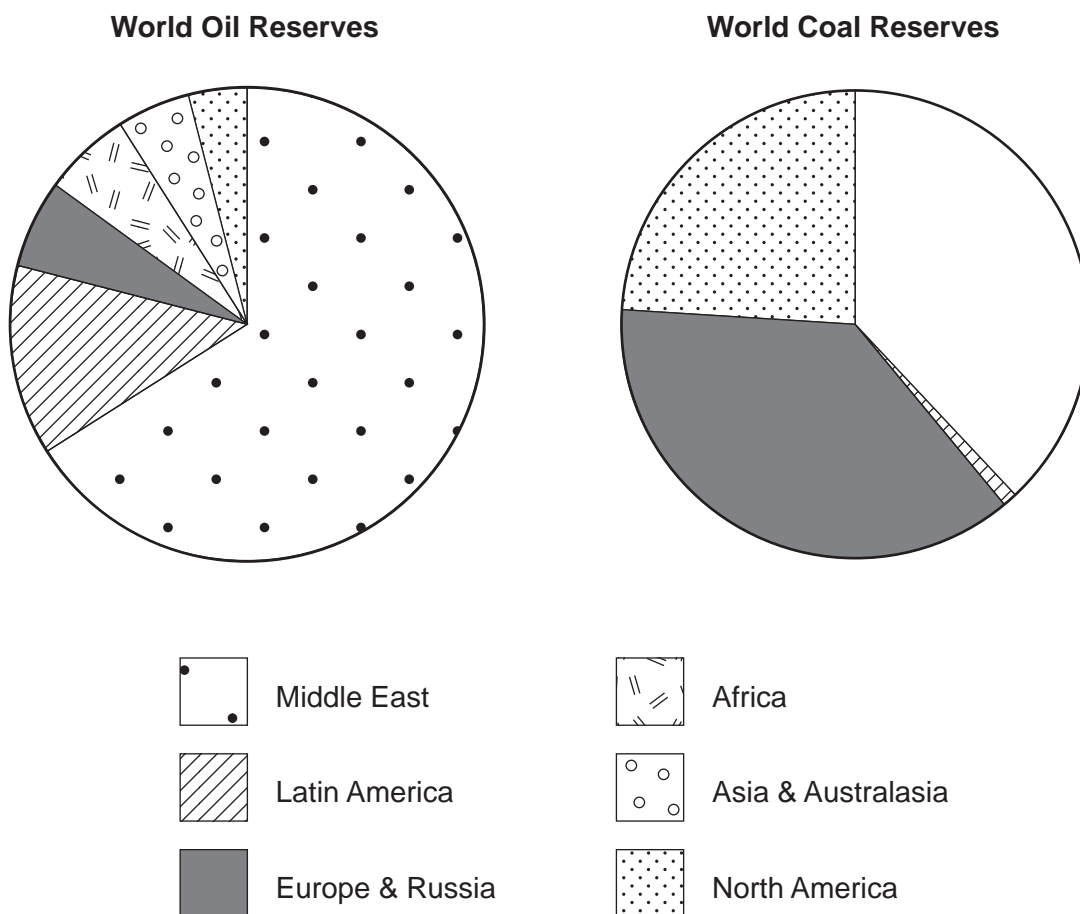 World Oil Reserves
World Coal Reserves
Middle East
Africa
Latin America
Asia & Australasia
Europe & Russia
North America